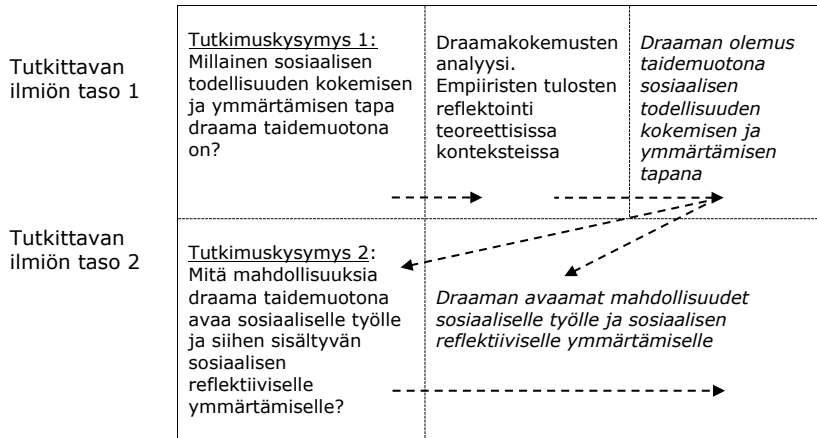 Tutkittavan
ilmiön taso 1
Tutkimuskysymys 1:
Millainen sosiaalisen
todellisuuden kokemisen
ja ymmärtämisen tapa
draama taidemuotona
on?
Draamakokemusten
analyysi.
Empiiristen tulosten
reflektointi
teoreettisissa
konteksteissa
Draaman olemus
taidemuotona
sosiaalisen
todellisuuden
kokemisen ja
ymmärtämisen
tapana
Tutkittavan
ilmiön taso 2
Tutkimuskysymys 2:
Mitä mahdollisuuksia
draama taidemuotona
avaa sosiaaliselle työlle
ja siihen sisältyvän
sosiaalisen
reflektiiviselle
ymmärtämiselle?
Draaman avaamat mahdollisuudet
sosiaaliselle työlle ja sosiaalisen
reflektiiviselle ymmärtämiselle